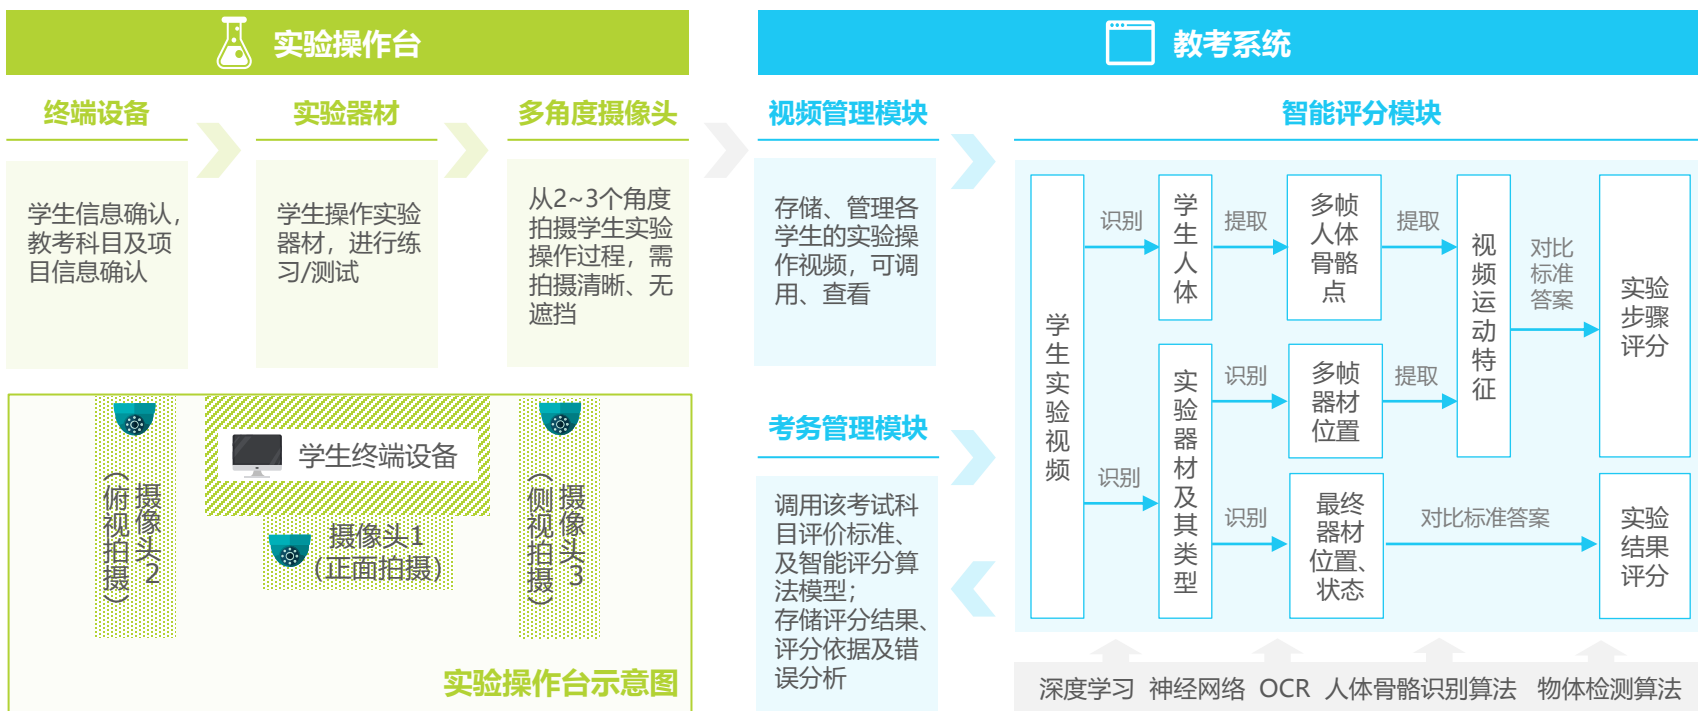 实验操作台
教考系统
终端设备
实验器材
多角度摄像头
视频管理模块
智能评分模块
学生信息确认，
教考科目及项
目信息确认
学生操作实验
器材，进行练
习/测试
从2~3个角度
拍摄学生实验
操作过程，需
拍摄清晰、无
遮挡
存储、管理各
学生的实验操
作视频，可调
用、查看
考务管理模块
调用该考试科
目评价标准、
及智能评分算
法模型；
存储评分结果、
评分依据及错
误分析
学生实验视频
识别
学生人体
提取
多帧
人体
骨骼
点
提取
视频运动特征
对比
标准
答案
实验
步骤
评分
识别
实验器材及其类型
识别
多帧
器材
位置
提取
识别
最终
器材
位置、
状态
对比标准答案
实验
结果
评分
深度学习 神经网络 OCR 人体骨骼识别算法 物体检测算法
学生终端设备
摄像头2
（俯视拍摄）
摄像头1
（正面拍摄）
摄像头3
（侧视拍摄）
实验操作台示意图